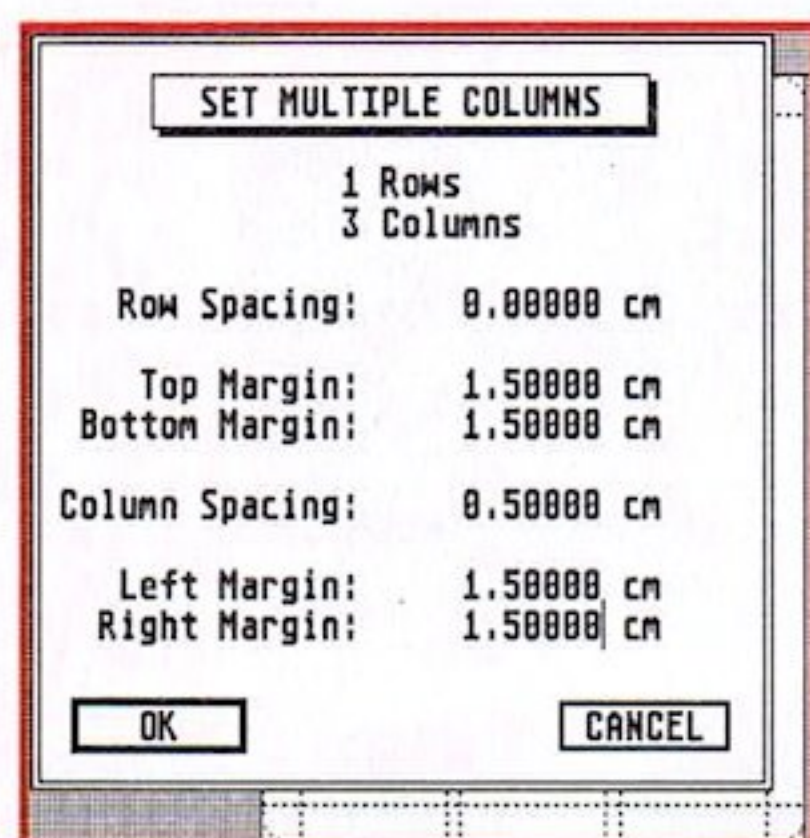 SET MULTIPLE COLUMNS
1 Rows
3 Columns
Row Spacing: 0.00000 cm
Top Margin: 1.50000 cm
Bottom Margin: 1.50000 cm
Column Spacing: 0.50000 cm
Left Margin: 1.50000 cm
Right Margin: 1.50000 cm
OK CANCEL